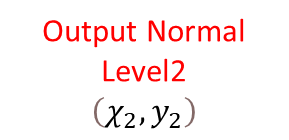 Output Normal
Level2
(χ₂, y₂)